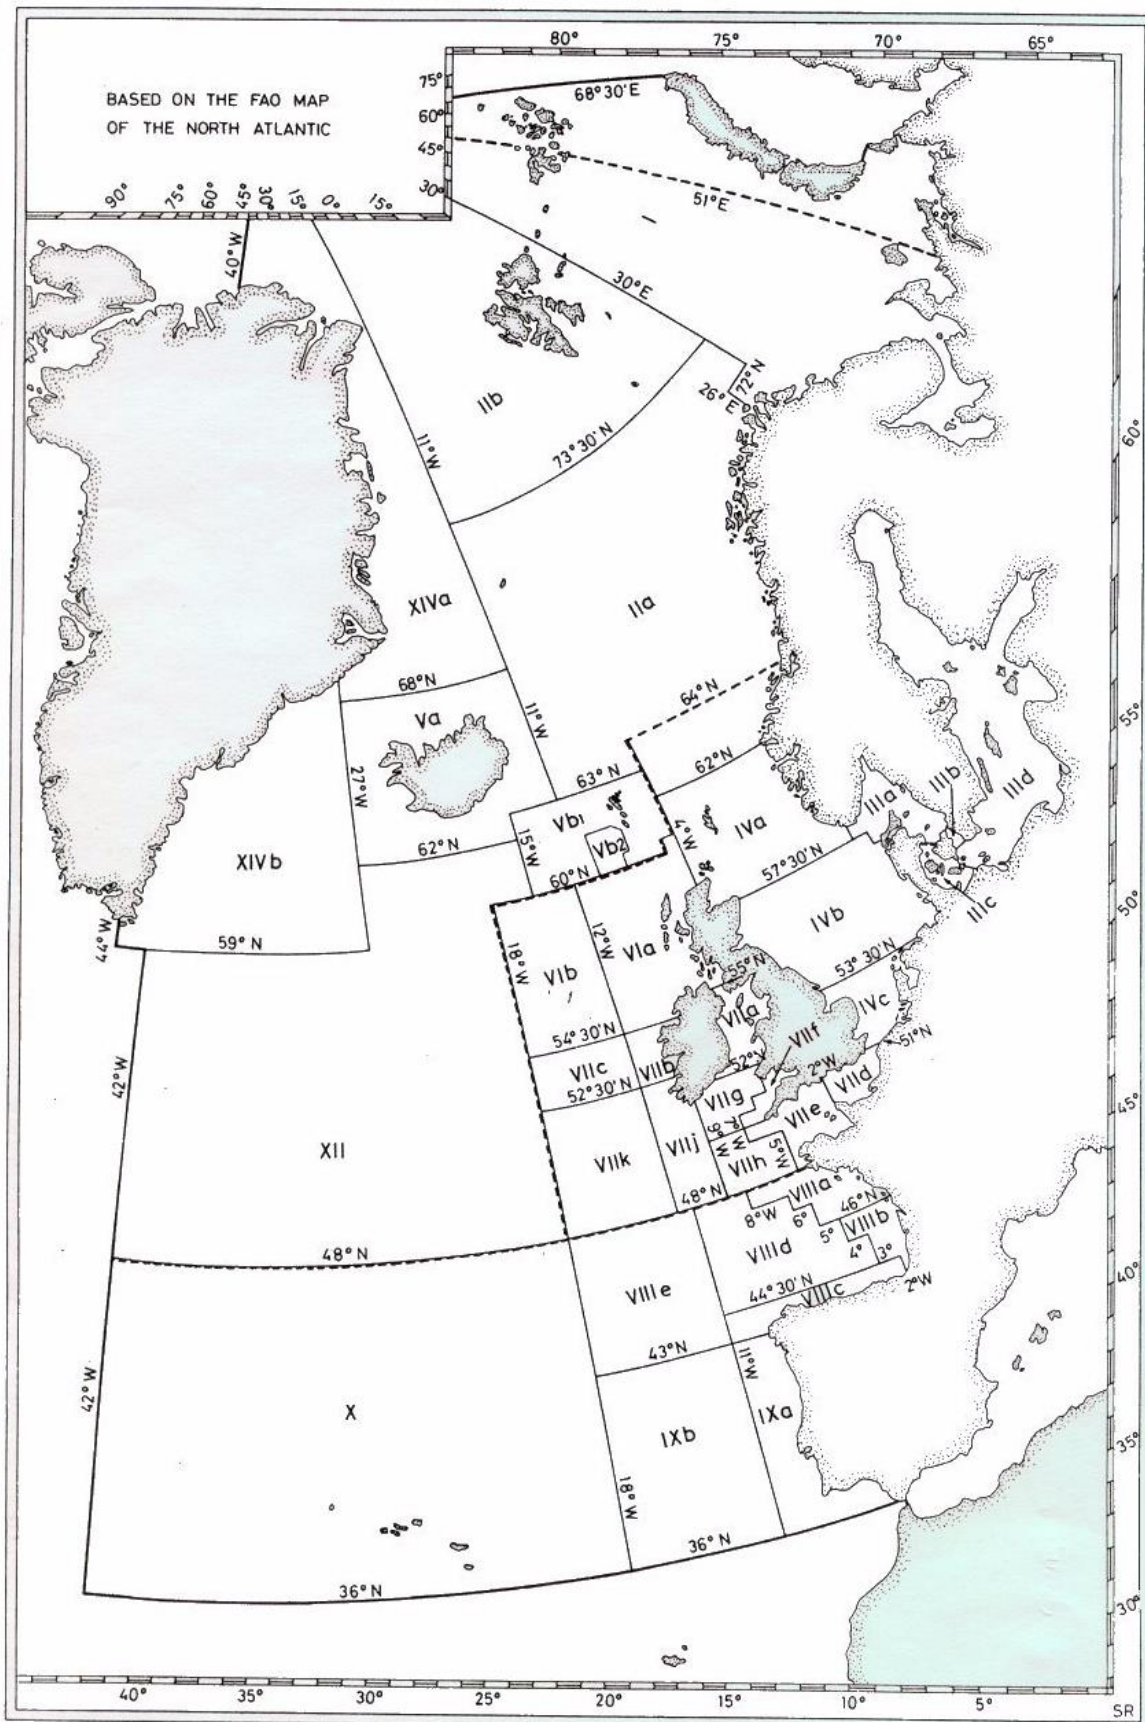 80° 75° 70° 65°
BASED ON THE FAO MAP
OF THE NORTH ATLANTIC
75°
60°
45°
30°
90° 75° 60° 45° 30° 15° 0° 15°
68°30'E
51°E
40°W
30°E
72°N
26°E
IIb
73°30'N
11°W
60°
XIVa
IIa
68°N
64°N
Va
11°W
55°
62°N
63°N
27°W
IIIa
IIIb
IIId
Vb1
15°W
4°W
IVa
XIVb
62°N
Vb2
60°N
57°30'N
IIIc
50°
44°W
59°N
18°W
12°W
VIa
IVb
VIb
55°N
53°30'N
IVc
VIIa
54°30'N
VIIf
51°N
42°W
VIIc
VIIb
52°N
2°W
VIId
52°30'N
VIIg
45°
VIIe
XII
VIIk
VIIj
9°W
7°W
5°W
VIIh
48°N
VIIIa
46°N
8°W
6°
5°
VIIIb
48°N
VIIId
4°
3°
40°
VIIIe
44°30'N
VIIIc
2°W
43°N
11°W
42°W
X
IXb
IXa
35°
18°W
36°N
36°N
30°
40° 35° 30° 25° 20° 15° 10° 5°
SR